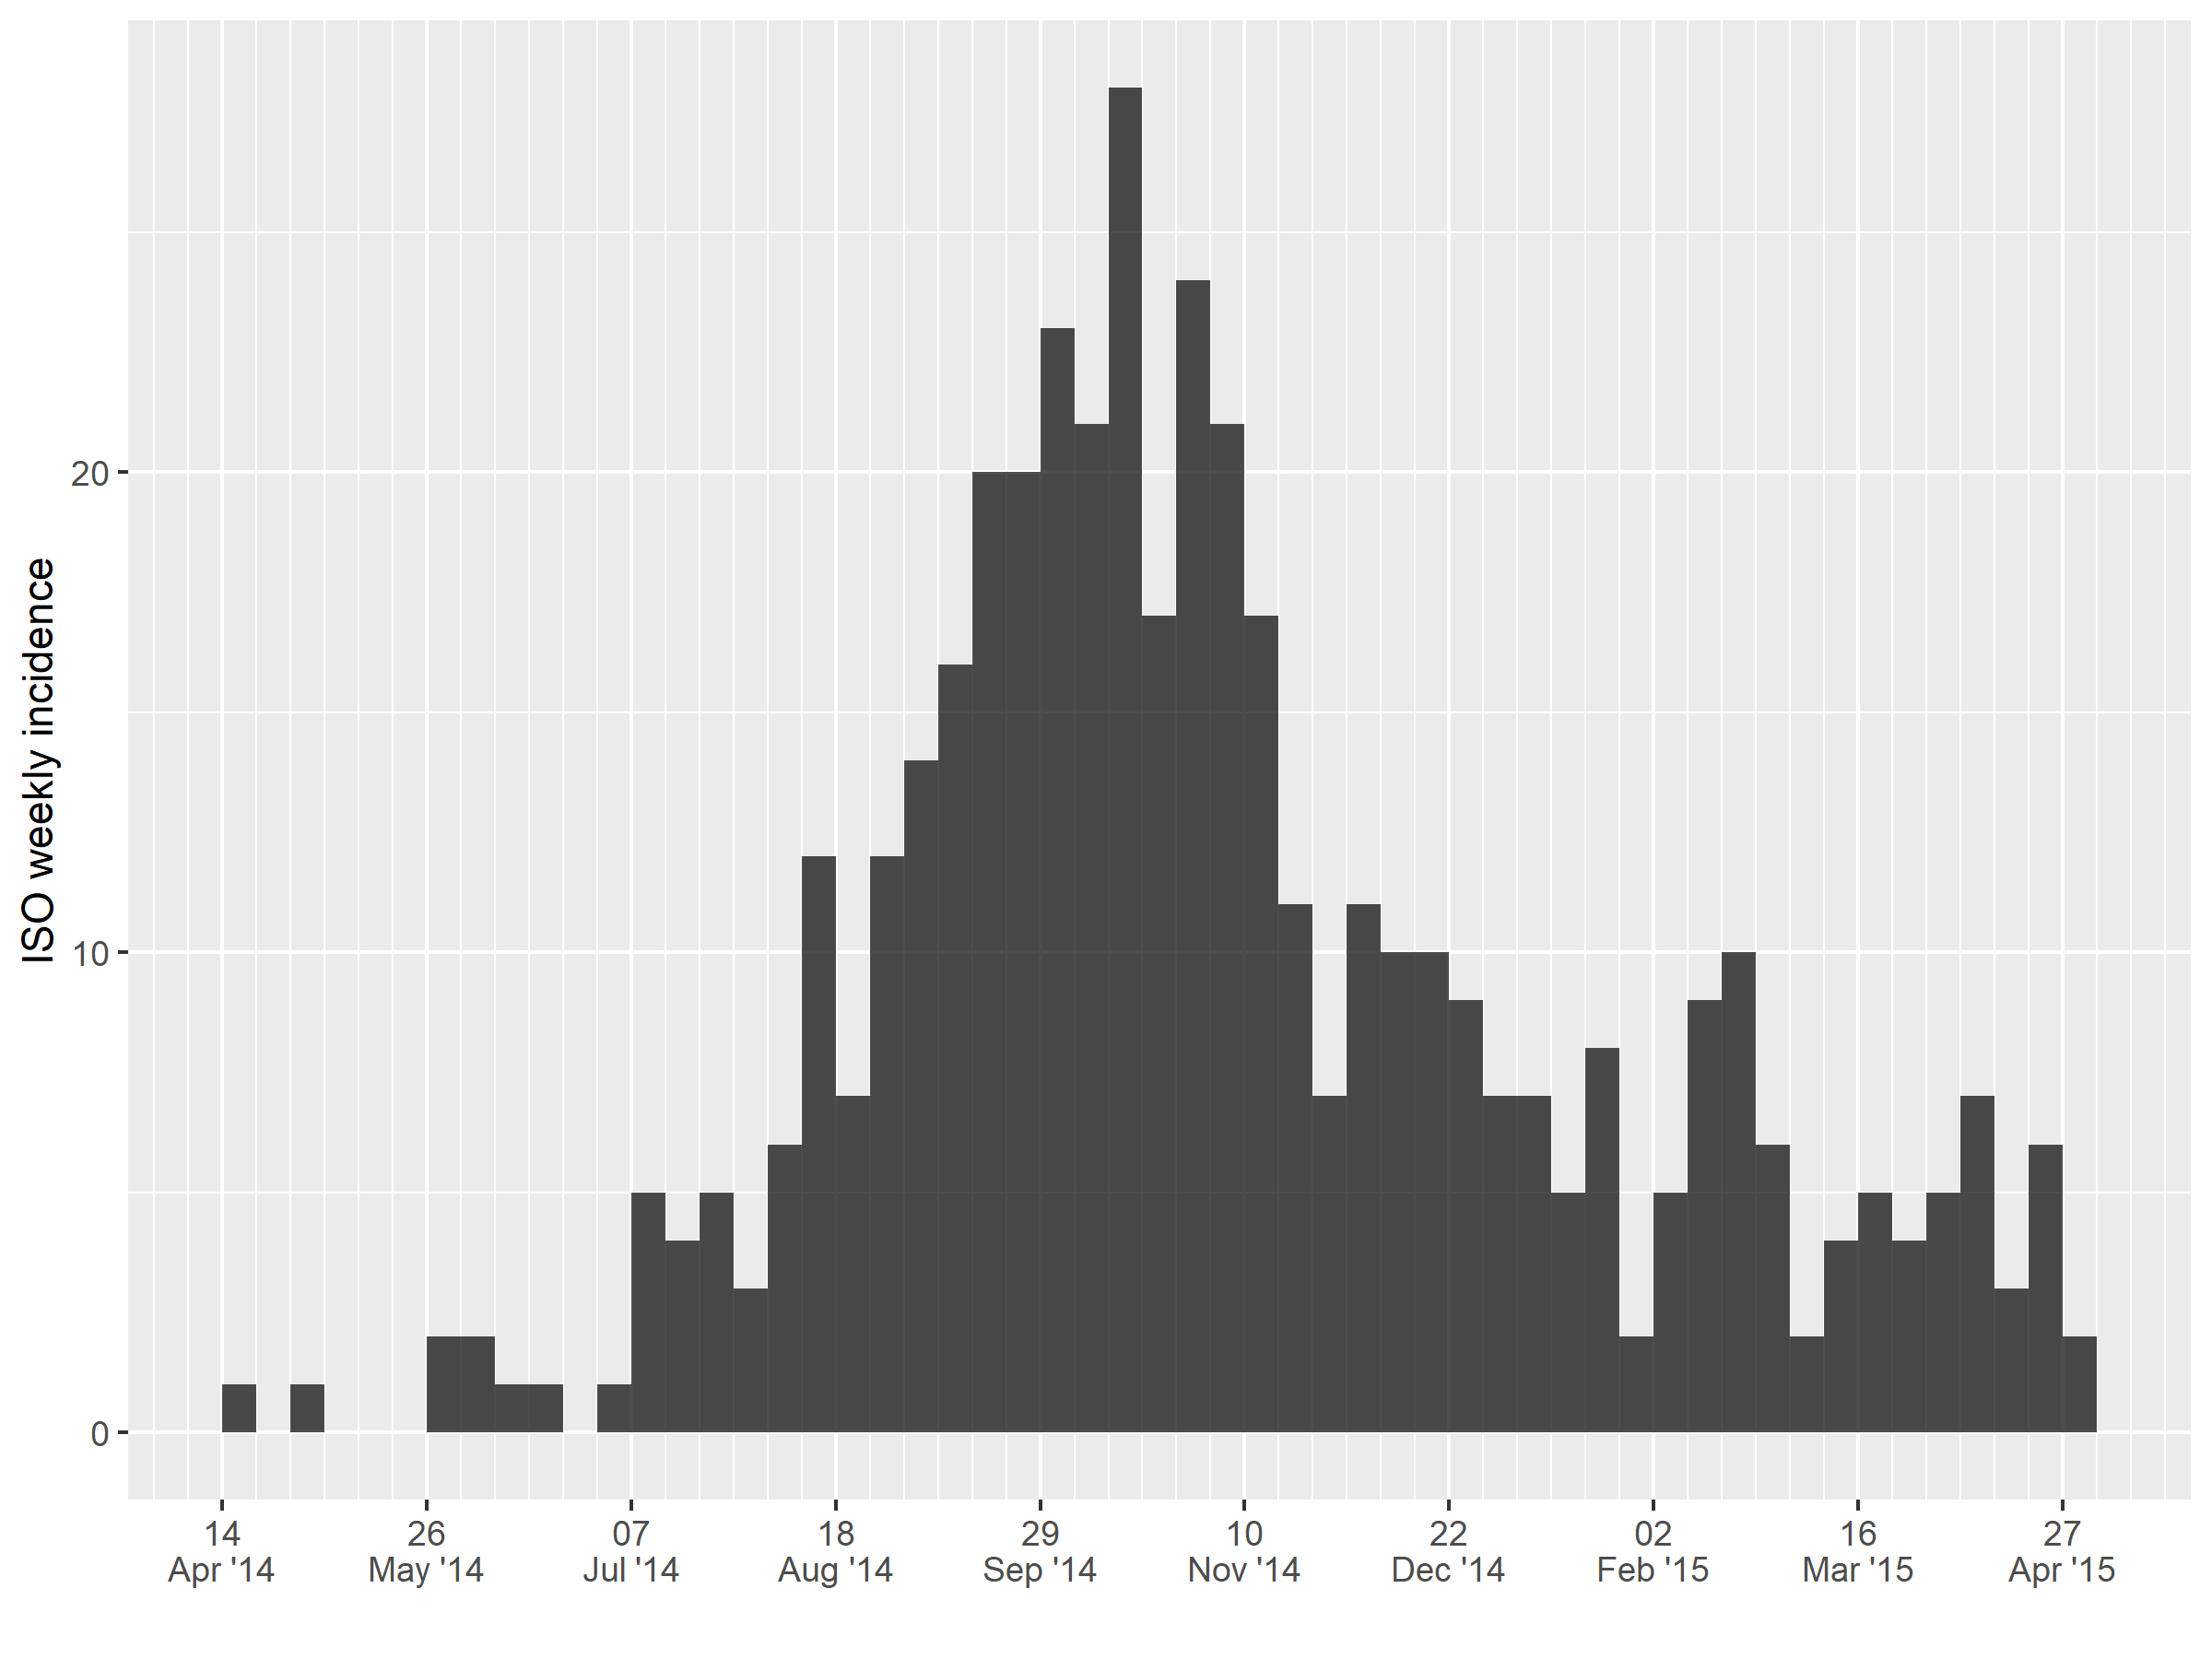 ISO weekly incidence
20
10
0
14 26 07 18 29 10 22 02 16 27
Apr '14 May '14 Jul '14 Aug '14 Sep '14 Nov '14 Dec '14 Feb '15 Mar '15 Apr '15